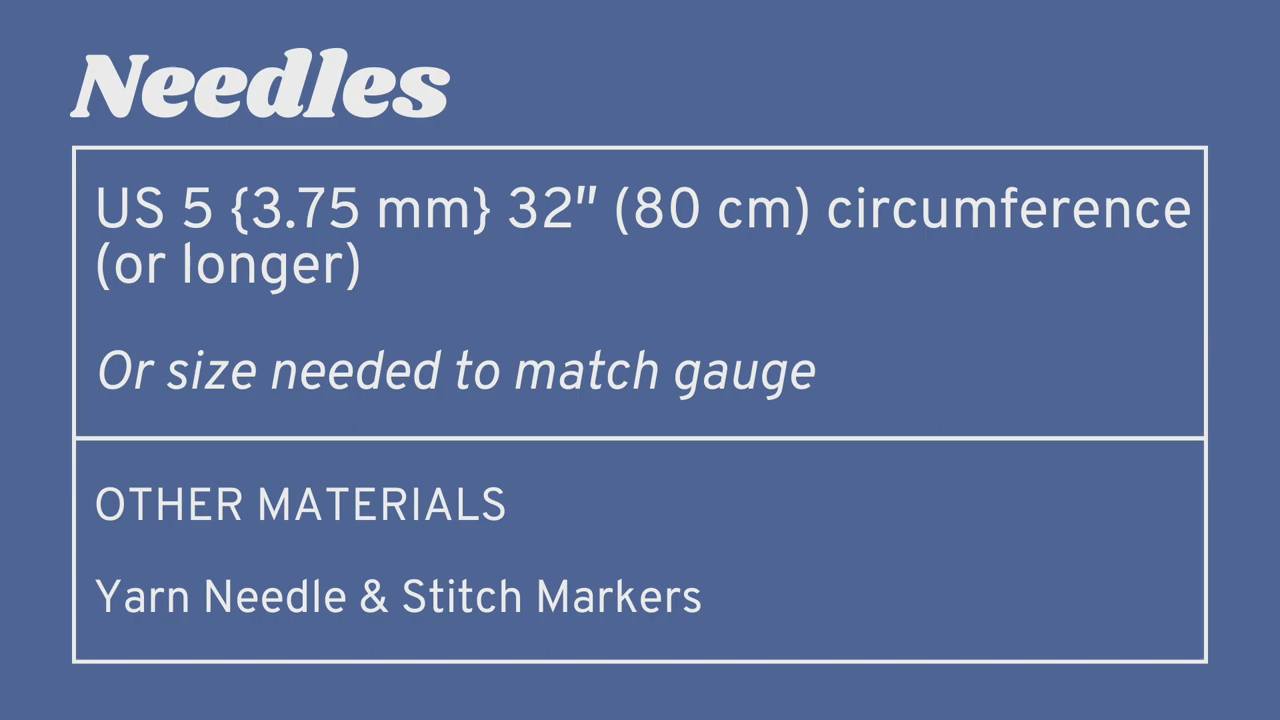 Needles
US 5 {3.75 mm} 32" (80 cm) circumference
(or longer)
Or size needed to match gauge
OTHER MATERIALS
Yarn Needle & Stitch Markers